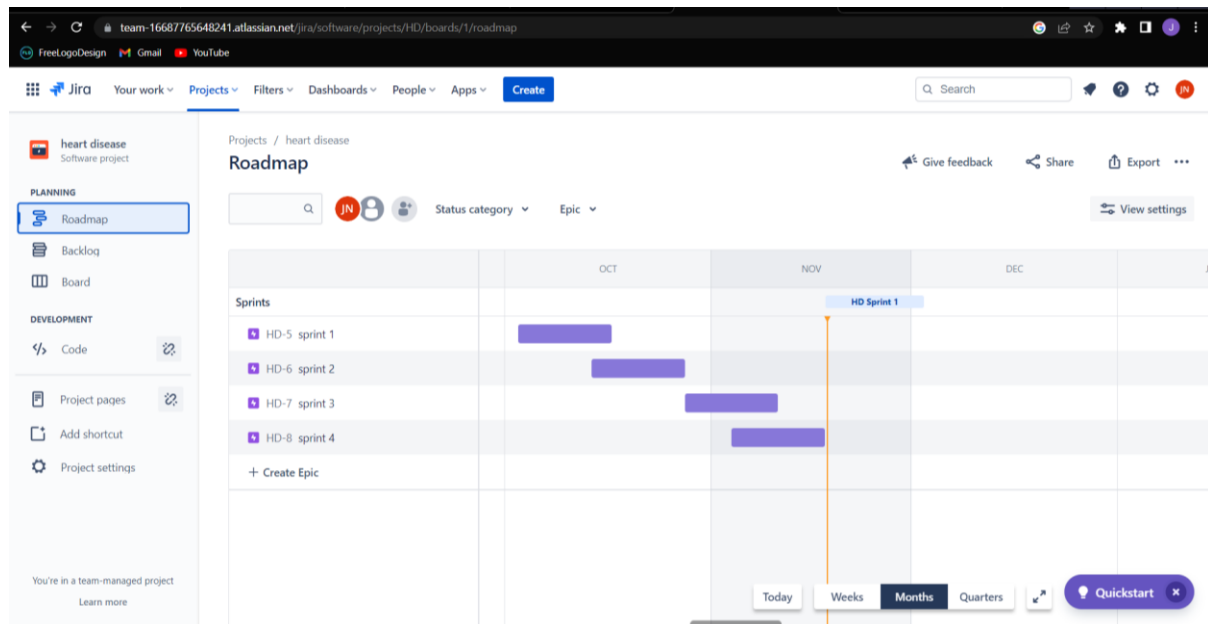 team-16687765648241.atlassian.net/jira/software/projects/HD/boards/1/roadmap
FreeLogoDesign Gmail YouTube
Jira Your work Projects Filters Dashboards People Apps Create Search JN
heart disease
Software project
PLANNING
Roadmap
Backlog
Board
DEVELOPMENT
Code
Project pages
Add shortcut
Project settings
You're in a team-managed project
Learn more
Projects / heart disease
Roadmap
Give feedback Share Export
JN Status category Epic View settings
OCT NOV DEC
Sprints HD Sprint 1
HD-5 sprint 1
HD-6 sprint 2
HD-7 sprint 3
HD-8 sprint 4
+ Create Epic
Today Weeks Months Quarters Quickstart